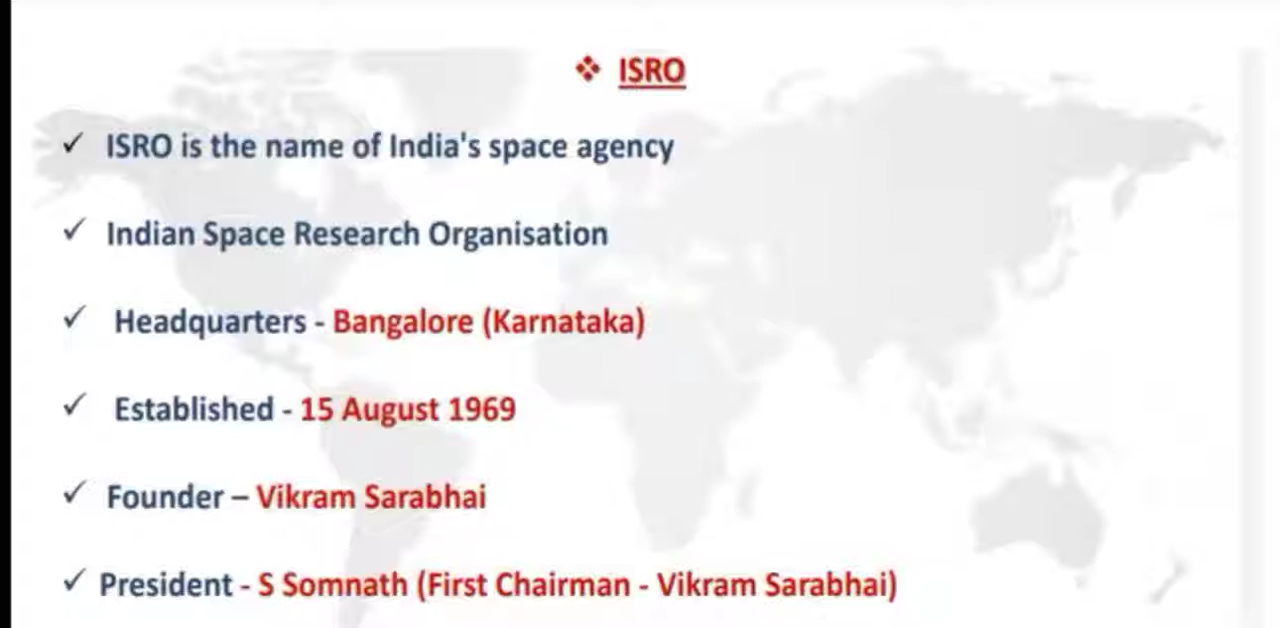 ❖ ISRO
✓ ISRO is the name of India's space agency
✓ Indian Space Research Organisation
✓ Headquarters - Bangalore (Karnataka)
✓ Established - 15 August 1969
✓ Founder – Vikram Sarabhai
✓ President - S Somnath (First Chairman - Vikram Sarabhai)